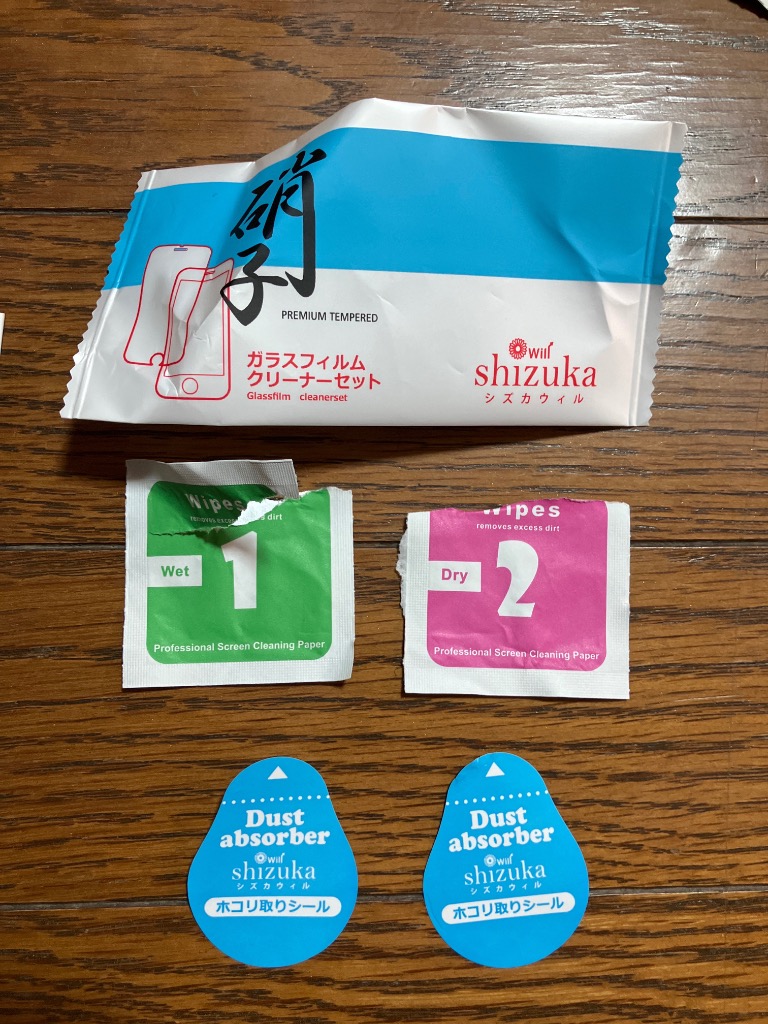 硝子
PREMIUM TEMPERED
ガラスフィルム
クリーナーセット
Glassfilm cleanerset
will
shizuka
シズカウィル
Wipes
removes excess dirt
Wet
1
Professional Screen Cleaning Paper
Wipes
removes excess dirt
Dry
2
Professional Screen Cleaning Paper
Dust
absorber
will
shizuka
シズカウィル
ホコリ取りシール
Dust
absorber
will
shizuka
シズカウィル
ホコリ取りシール